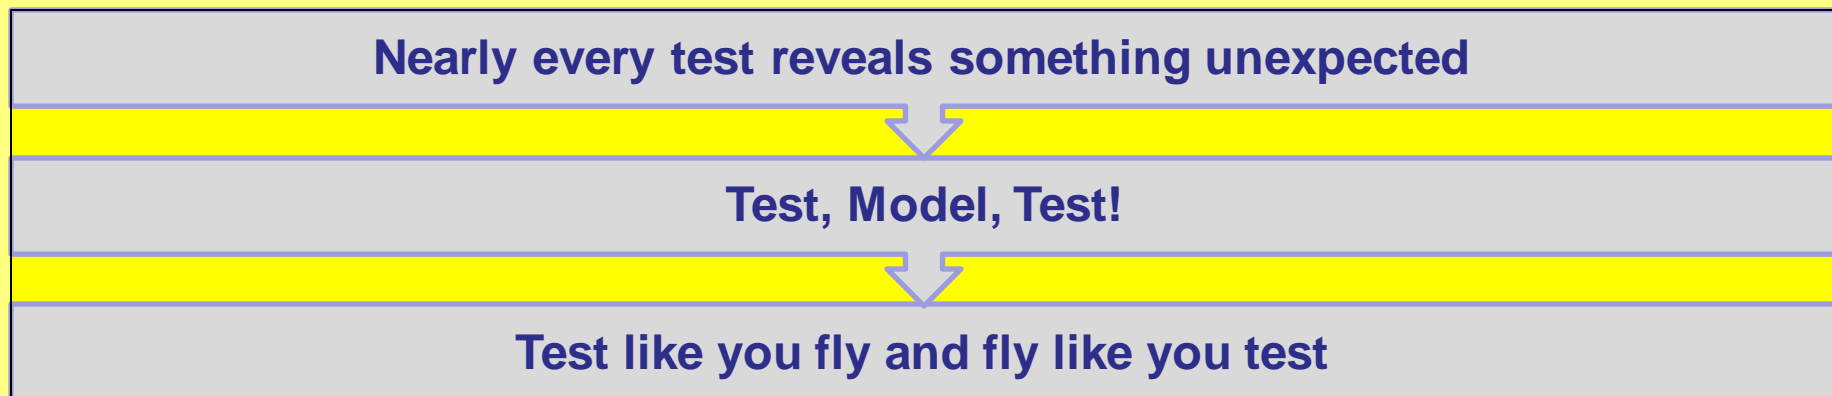 Nearly every test reveals something unexpected
Test, Model, Test!
Test like you fly and fly like you test